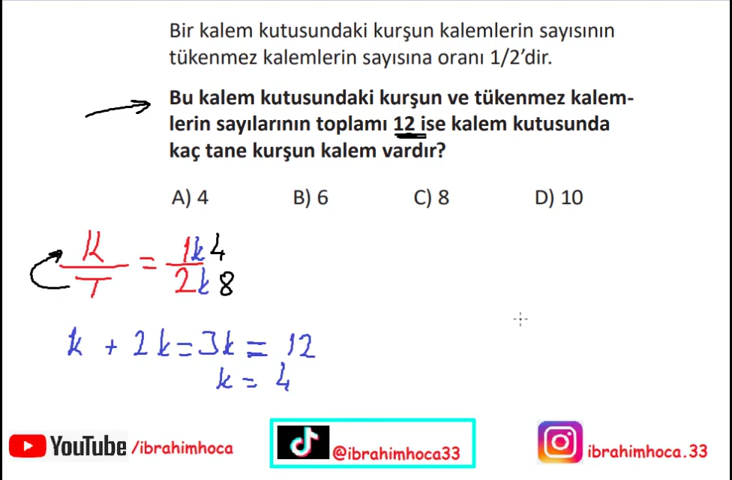 Bir kalem kutusundaki kurşun kalemlerin sayısının
tükenmez kalemlerin sayısına oranı 1/2'dir.
Bu kalem kutusundaki kurşun ve tükenmez kalem-
lerin sayılarının toplamı 12 ise kalem kutusunda
kaç tane kurşun kalem vardır?
A) 4 B) 6 C) 8 D) 10
K = 1k 4
T 2k 8
k + 2k = 3k = 12
k = 4
YouTube /ibrahimhoca @ibrahimhoca33 ibrahimhoca.33